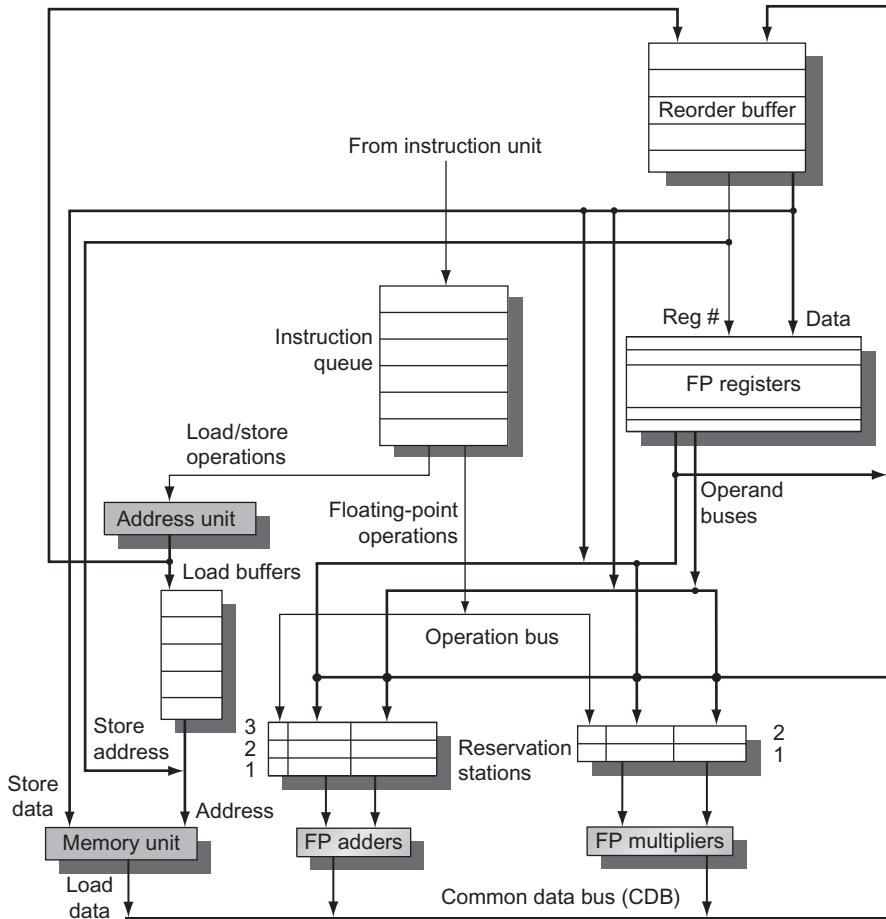 Reorder buffer
From instruction unit
Reg #
Data
Instruction
queue
FP registers
Load/store
operations
Operand
buses
Address unit
Floating-point
operations
Load buffers
Operation bus
3
2
1
Reservation
stations
2
1
Store
address
Store
data
Address
Memory unit
FP adders
FP multipliers
Load
data
Common data bus (CDB)